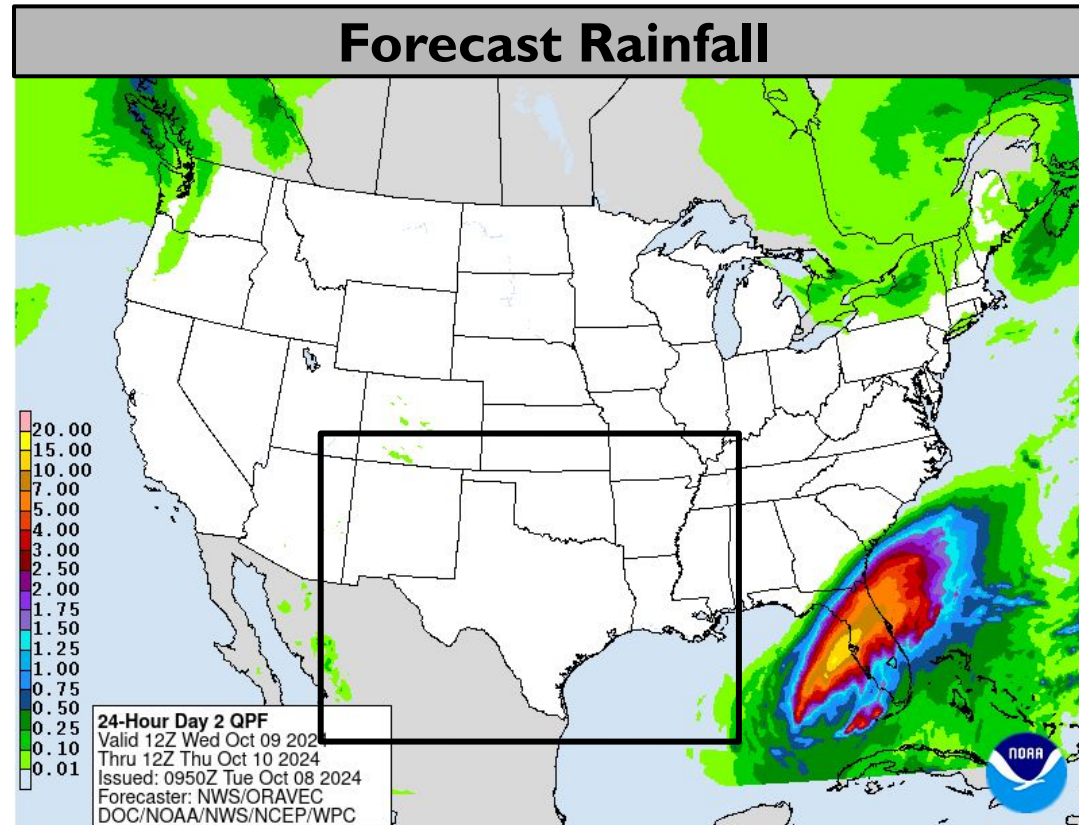 Forecast Rainfall
20.00
15.00
10.00
7.00
5.00
4.00
3.00
2.50
2.00
1.75
1.50
1.25
1.00
0.75
0.50
0.25
0.10
0.01
24-Hour Day 2 QPF
Valid 12Z Wed Oct 09 2024
Thru 12Z Thu Oct 10 2024
Issued: 0950Z Tue Oct 08 2024
Forecaster: NWS/ORAVEC
DOC/NOAA/NWS/NCEP/WPC
NOAA